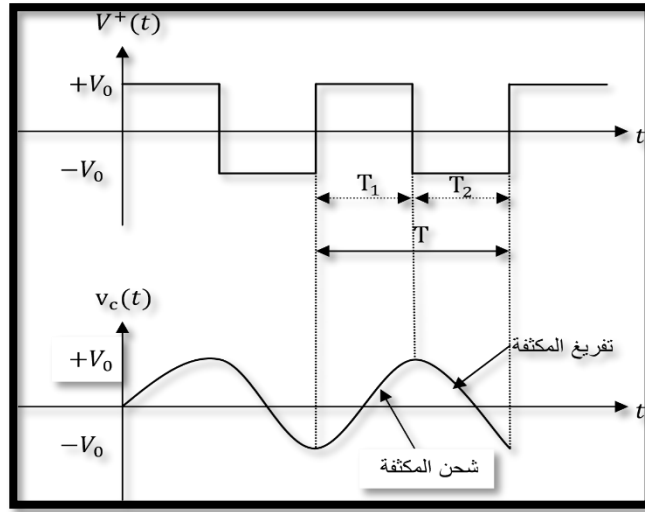 V⁺(t)
+V₀
t
−V₀
T₁
T₂
T
v_c(t)
+V₀
تفريغ المكثفة
t
−V₀
شحن المكثفة